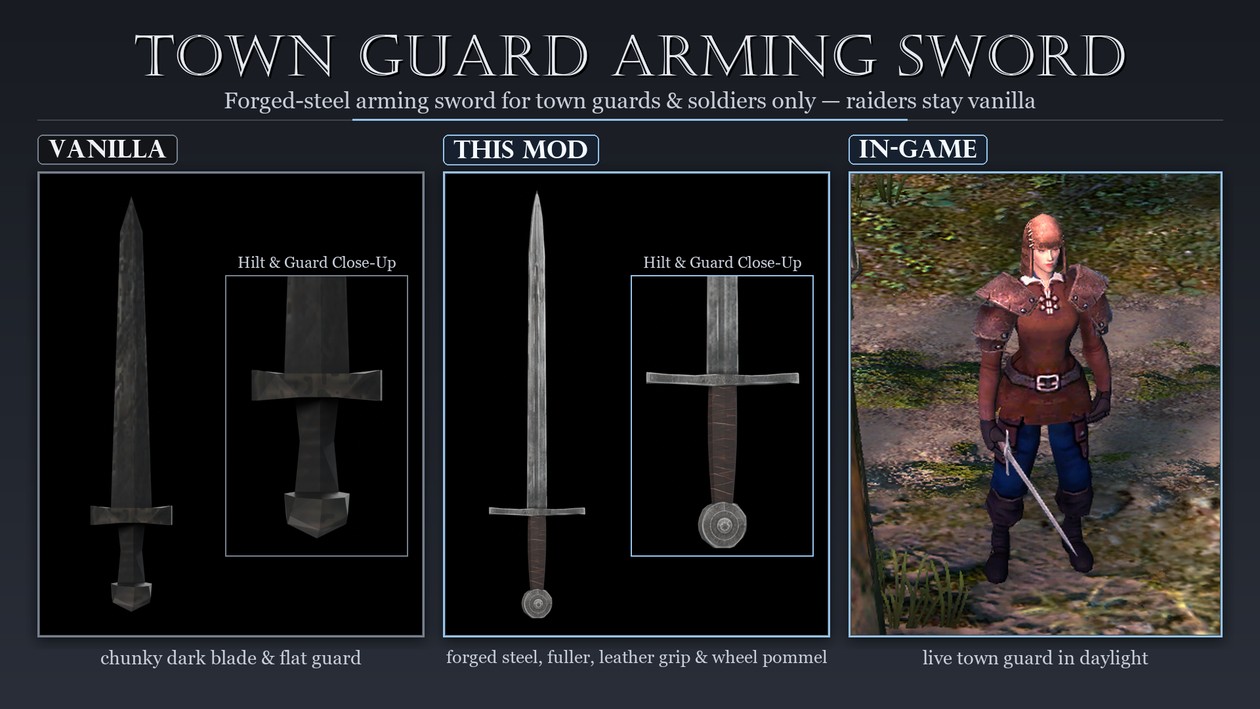 TOWN GUARD ARMING SWORD
Forged-steel arming sword for town guards & soldiers only — raiders stay vanilla
VANILLA
Hilt & Guard Close-Up
chunky dark blade & flat guard
THIS MOD
Hilt & Guard Close-Up
forged steel, fuller, leather grip & wheel pommel
IN-GAME
live town guard in daylight